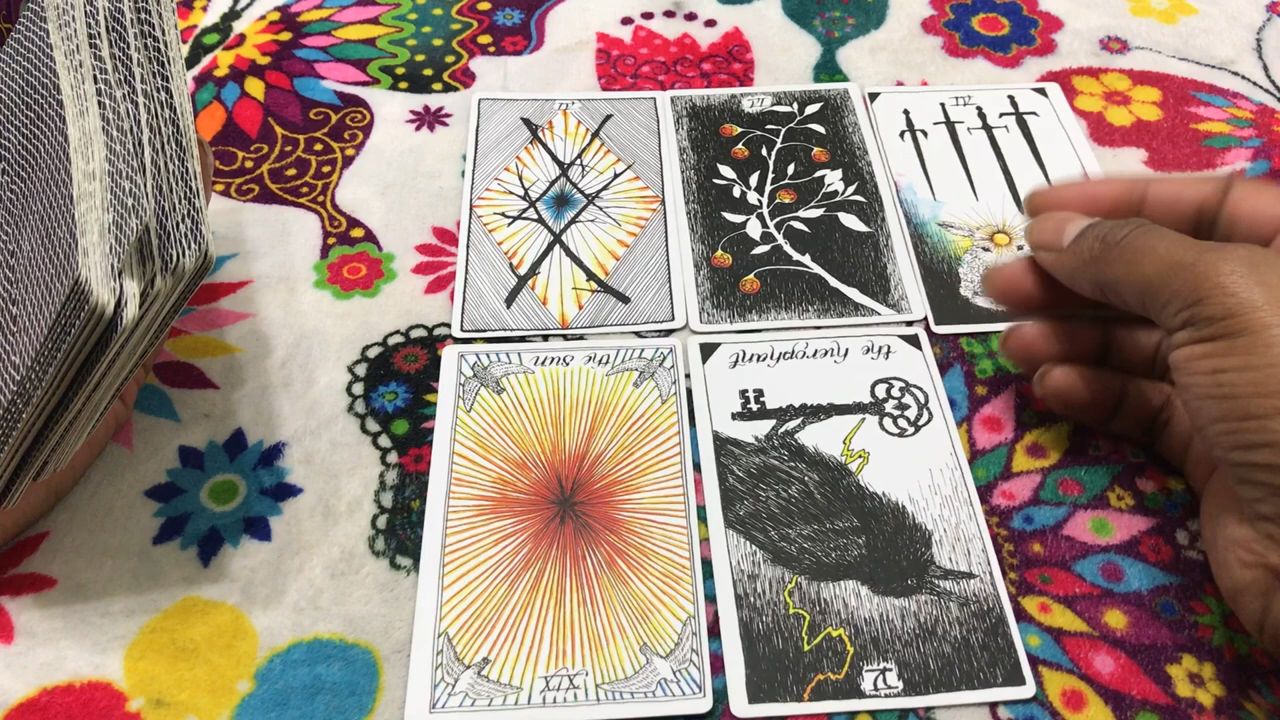 the sun
the hierophant
XIX
V